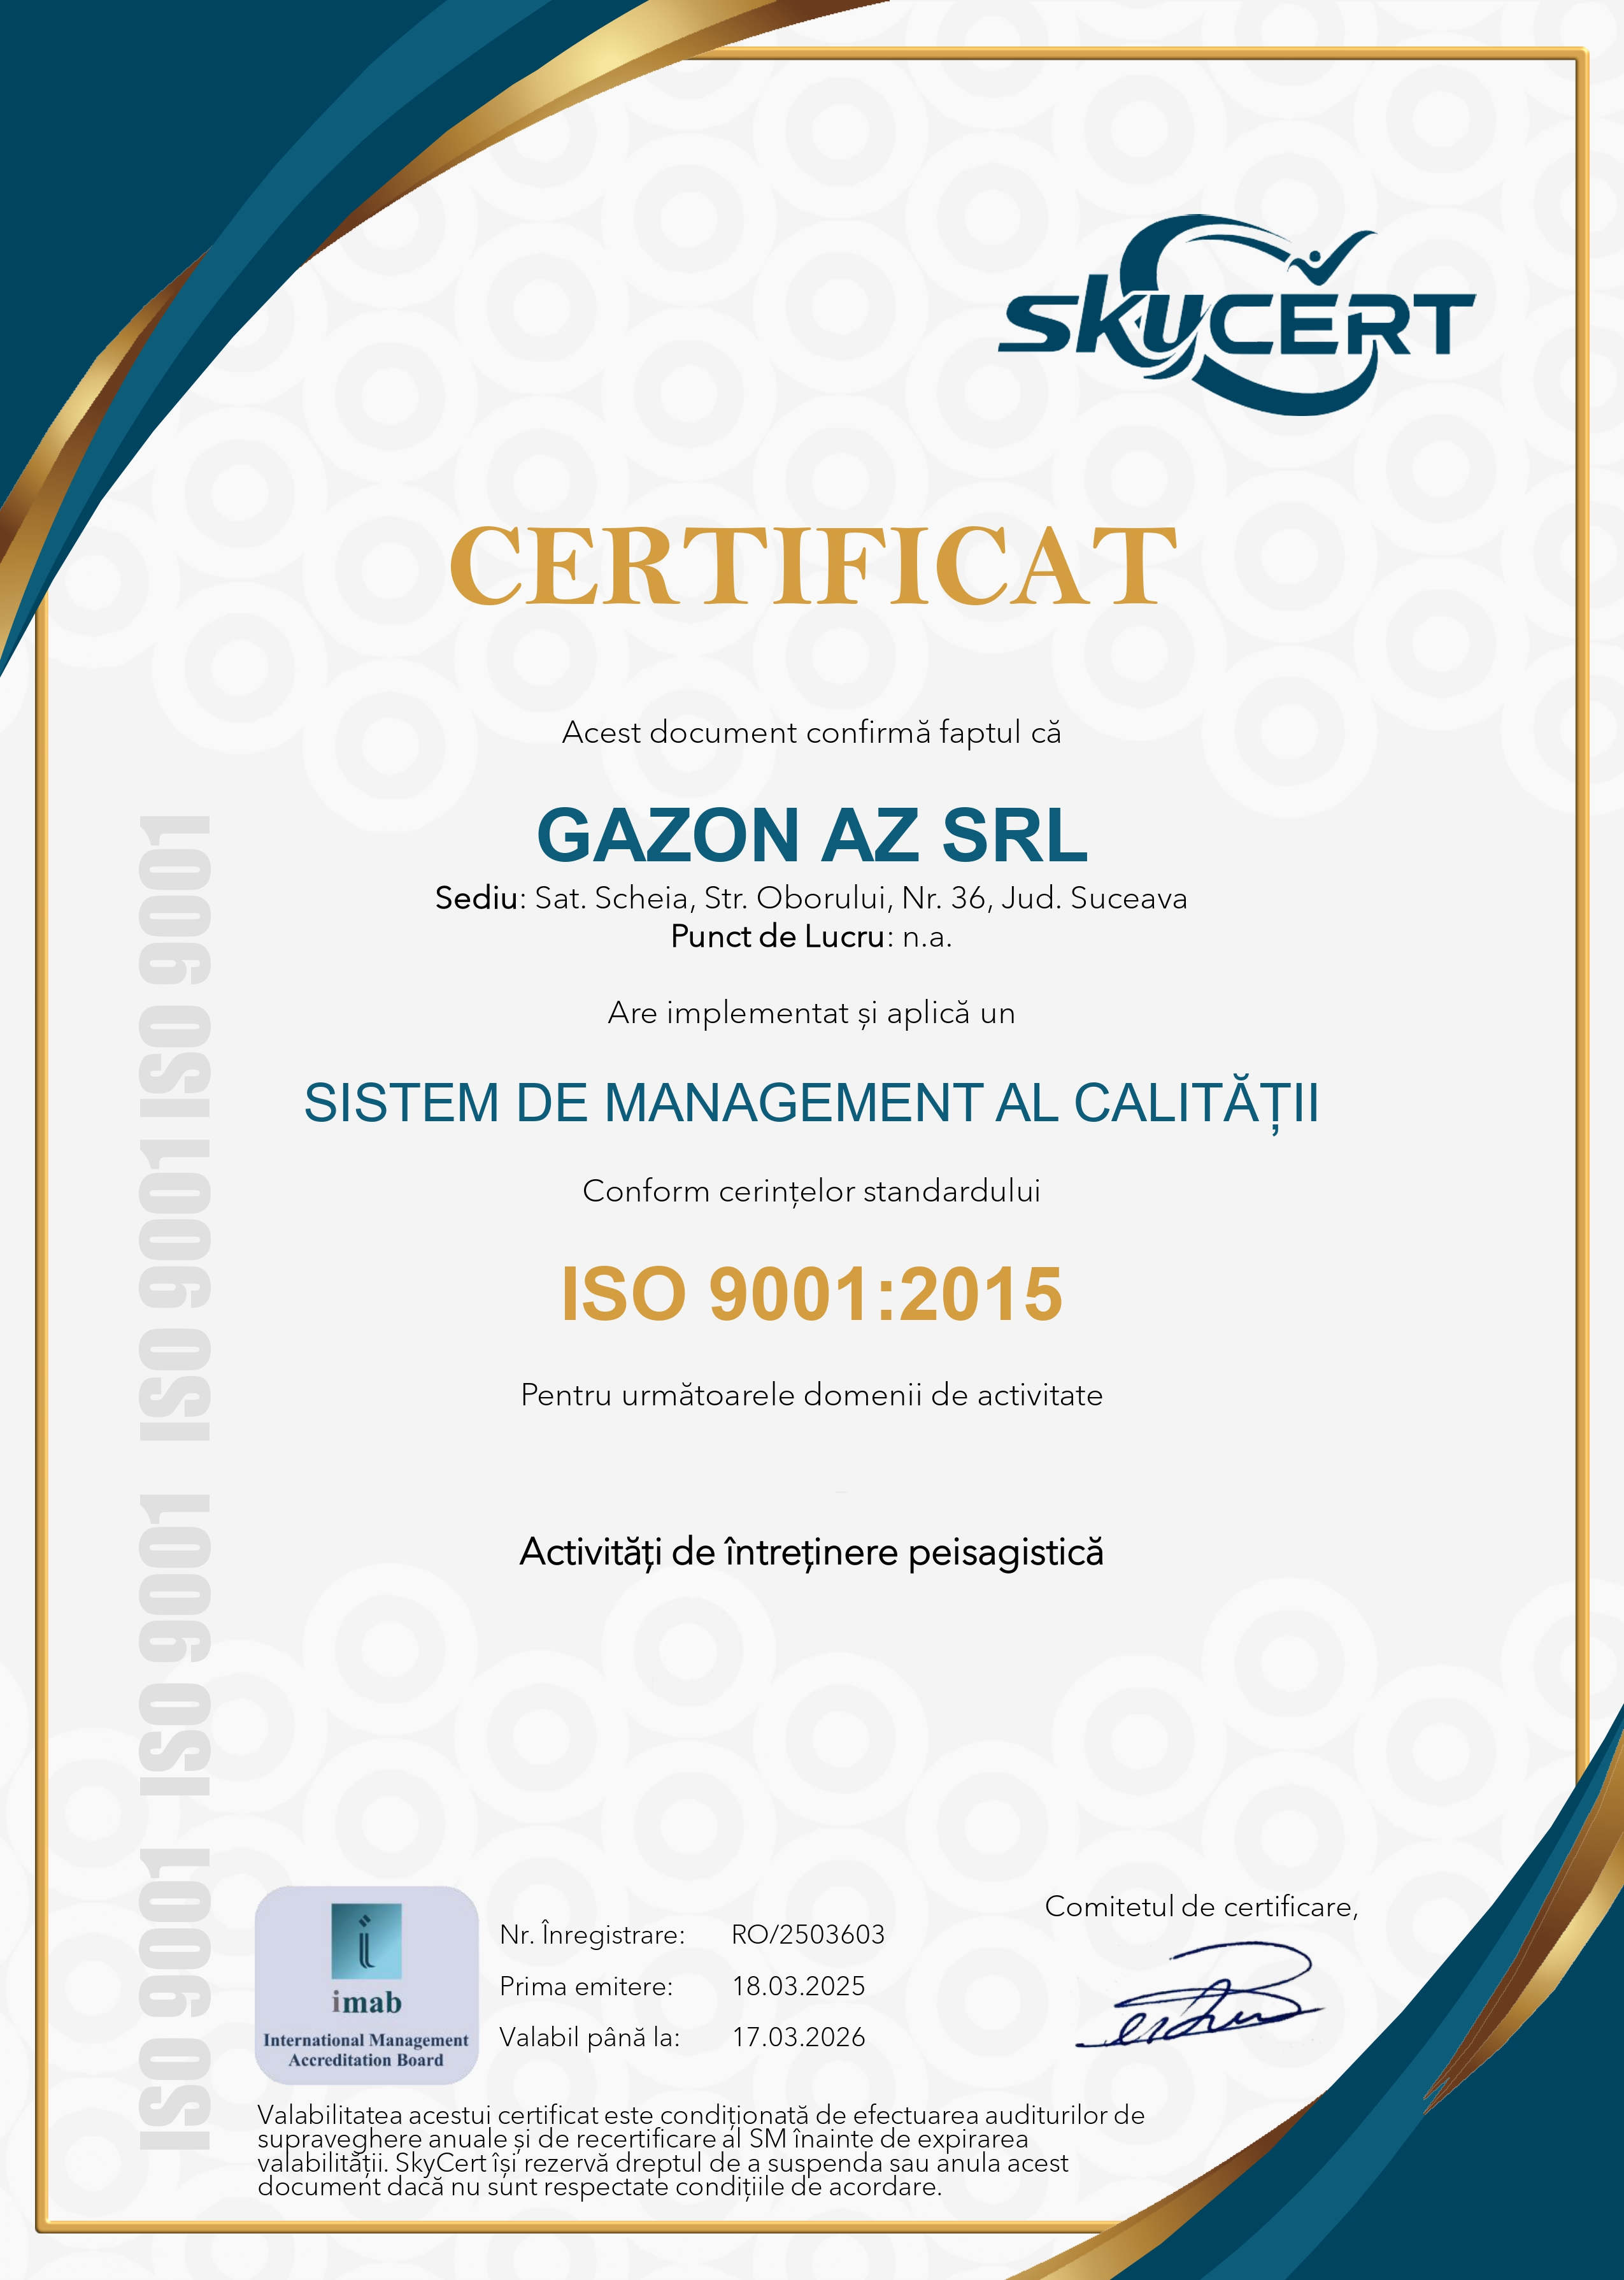 skyCERT
CERTIFICAT
Acest document confirmă faptul că
GAZON AZ SRL
Sediu: Sat. Scheia, Str. Oborului, Nr. 36, Jud. Suceava
Punct de Lucru: n.a.
Are implementat și aplică un
SISTEM DE MANAGEMENT AL CALITĂȚII
Conform cerințelor standardului
ISO 9001:2015
Pentru următoarele domenii de activitate
Activități de întreținere peisagistică
ISO 9001 ISO 9001 ISO 9001 ISO 9001
imab
International Management
Accreditation Board
Nr. Înregistrare: RO/2503603
Prima emitere: 18.03.2025
Valabil până la: 17.03.2026
Comitetul de certificare,
Valabilitatea acestui certificat este condiționată de efectuarea auditurilor de
supraveghere anuale și de recertificare al SM înainte de expirarea
valabilității. SkyCert își rezervă dreptul de a suspenda sau anula acest
document dacă nu sunt respectate condițiile de acordare.